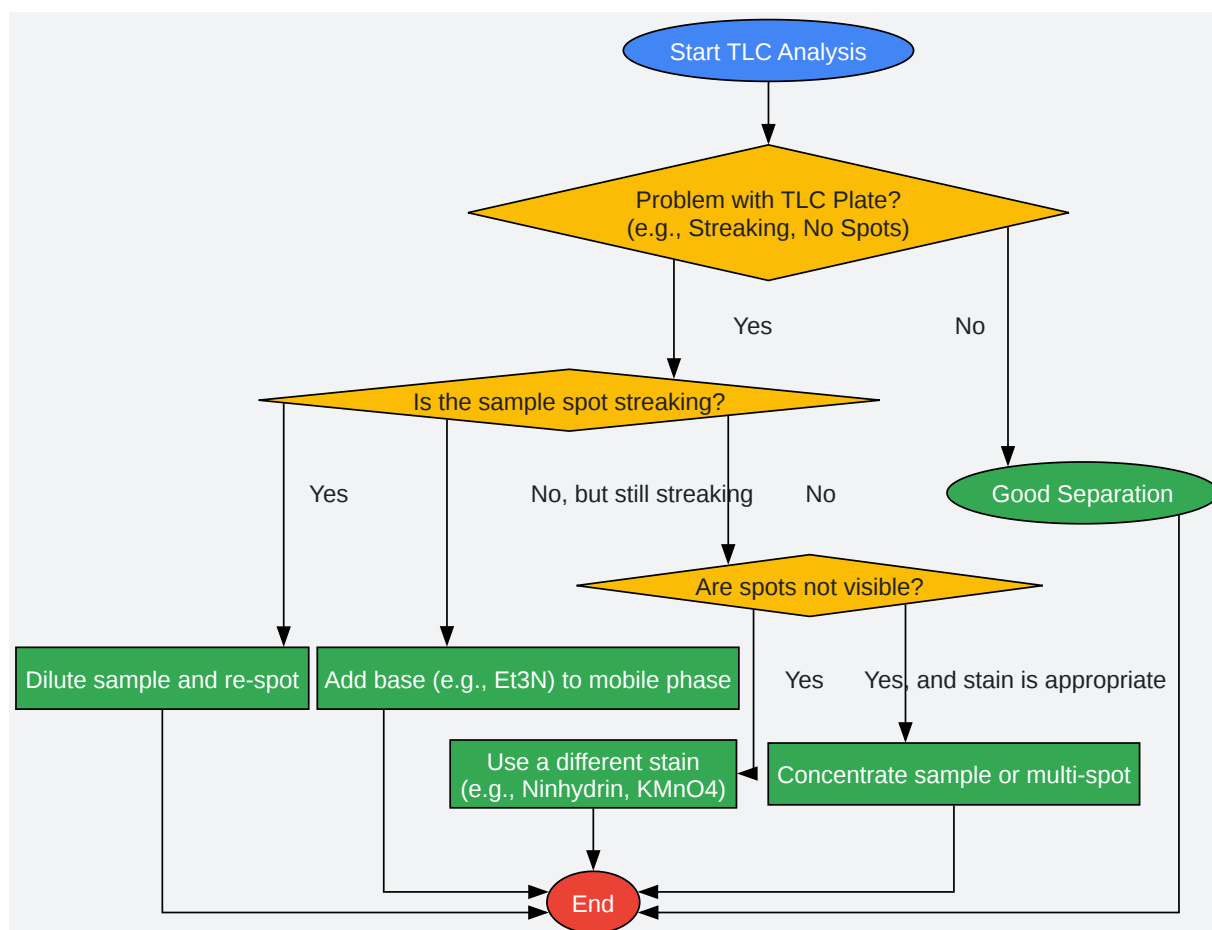 Start TLC Analysis
Problem with TLC Plate?
(e.g., Streaking, No Spots)
Yes
No
Is the sample spot streaking?
Yes
No, but still streaking
No
Good Separation
Are spots not visible?
Dilute sample and re-spot
Add base (e.g., Et3N) to mobile phase
Yes
Yes, and stain is appropriate
Use a different stain
(e.g., Ninhydrin, KMnO4)
Concentrate sample or multi-spot
End